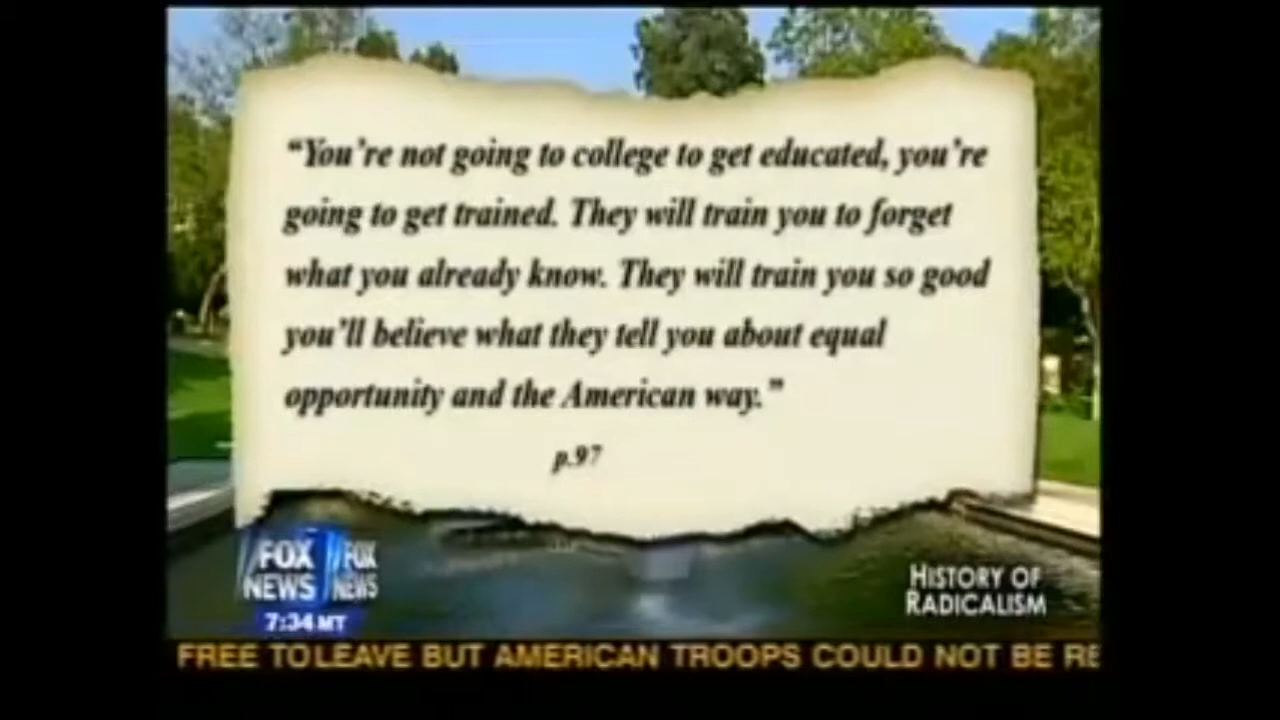 “You’re not going to college to get educated, you’re
going to get trained. They will train you to forget
what you already know. They will train you so good
you’ll believe what they tell you about equal
opportunity and the American way.”
p.97
FOX NEWS
FOX NEWS
7:34 MT
HISTORY OF
RADICALISM
FREE TO LEAVE BUT AMERICAN TROOPS COULD NOT BE RE